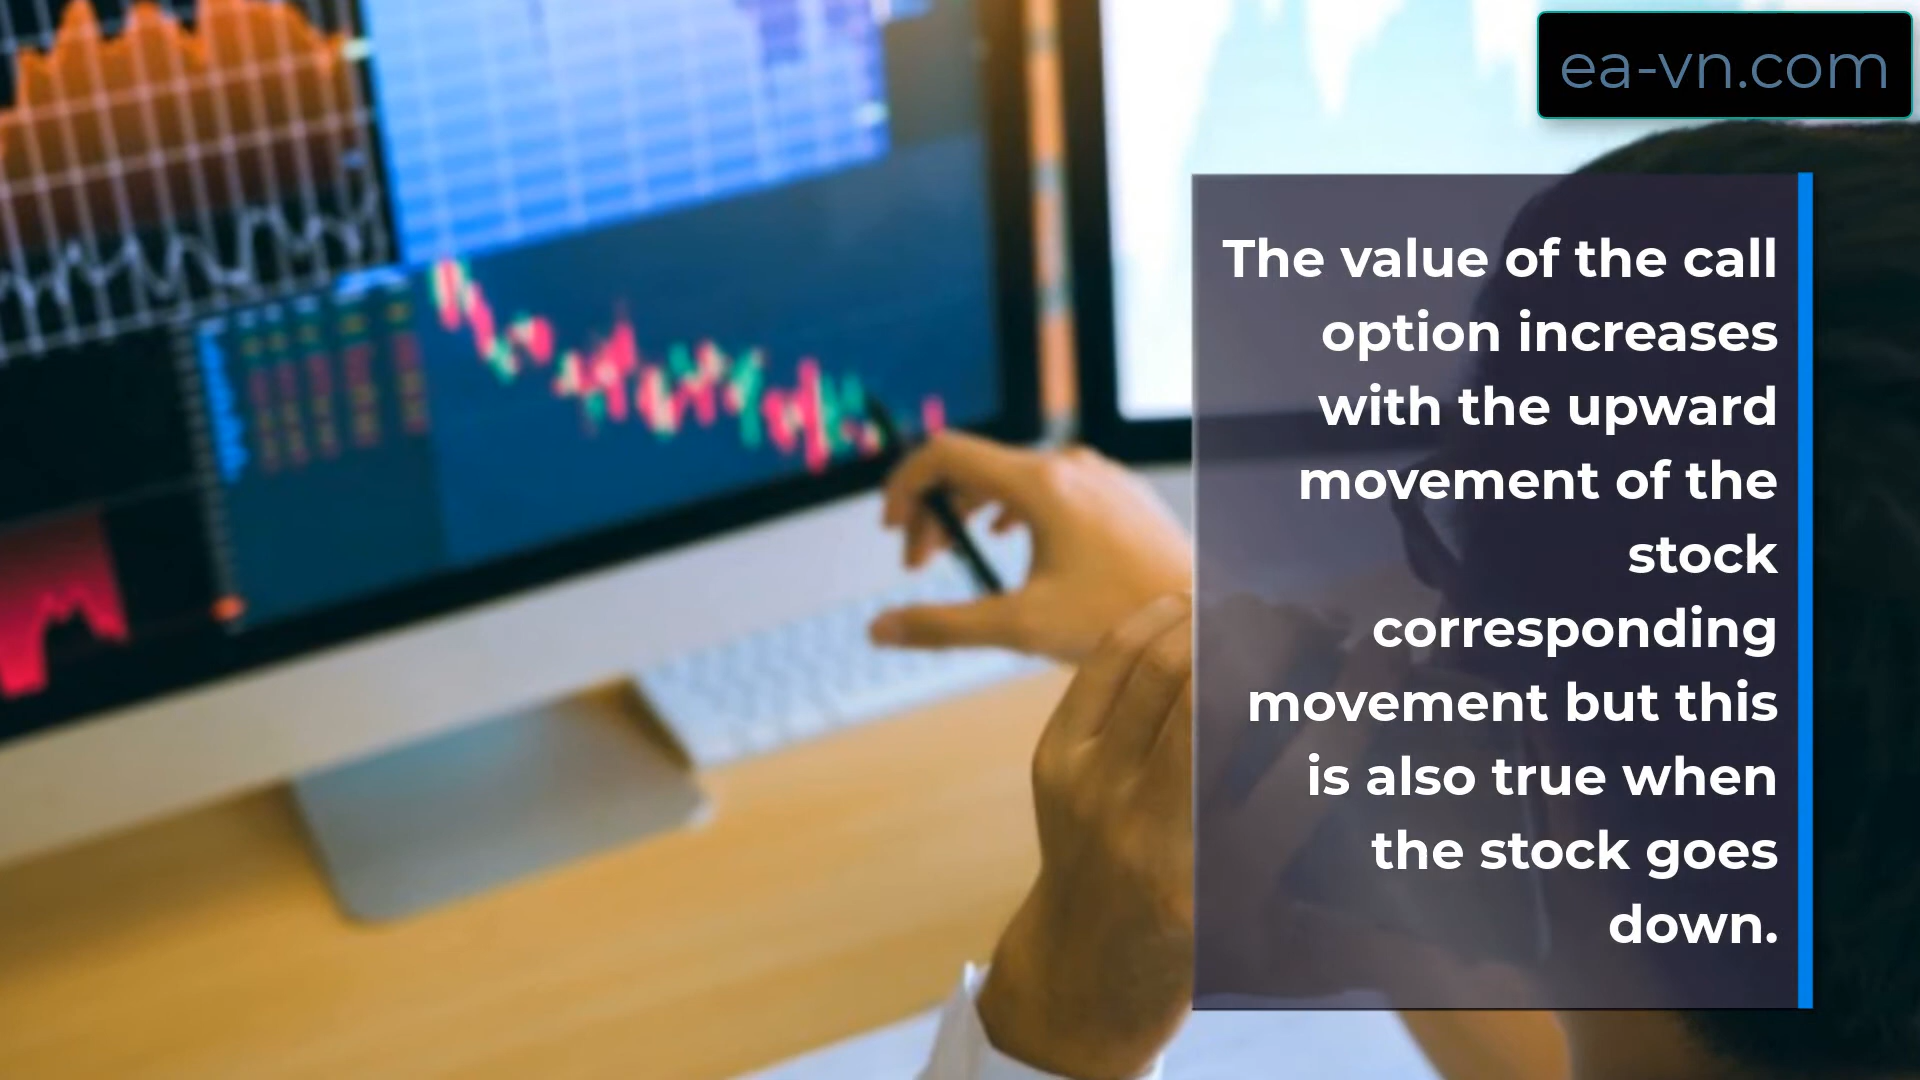 ea-vn.com
The value of the call
option increases
with the upward
movement of the
stock
corresponding
movement but this
is also true when
the stock goes
down.